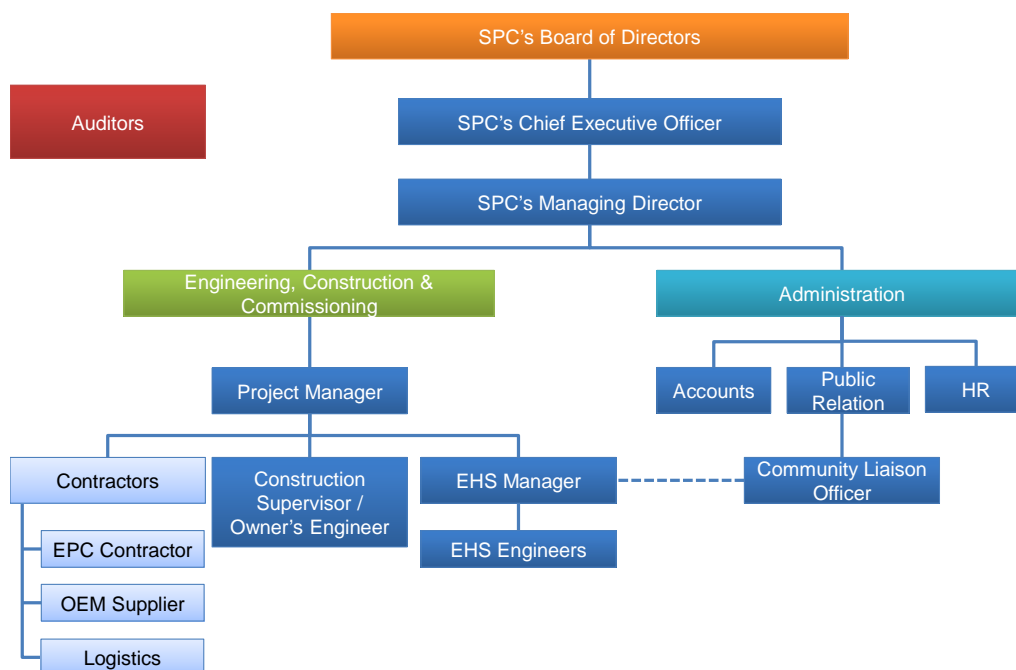 SPC’s Board of Directors
Auditors
SPC’s Chief Executive Officer
SPC’s Managing Director
Engineering, Construction &
Commissioning
Administration
Project Manager
Accounts
Public
Relation
HR
Contractors
Construction
Supervisor /
Owner’s Engineer
EHS Manager
Community Liaison
Officer
EPC Contractor
EHS Engineers
OEM Supplier
Logistics